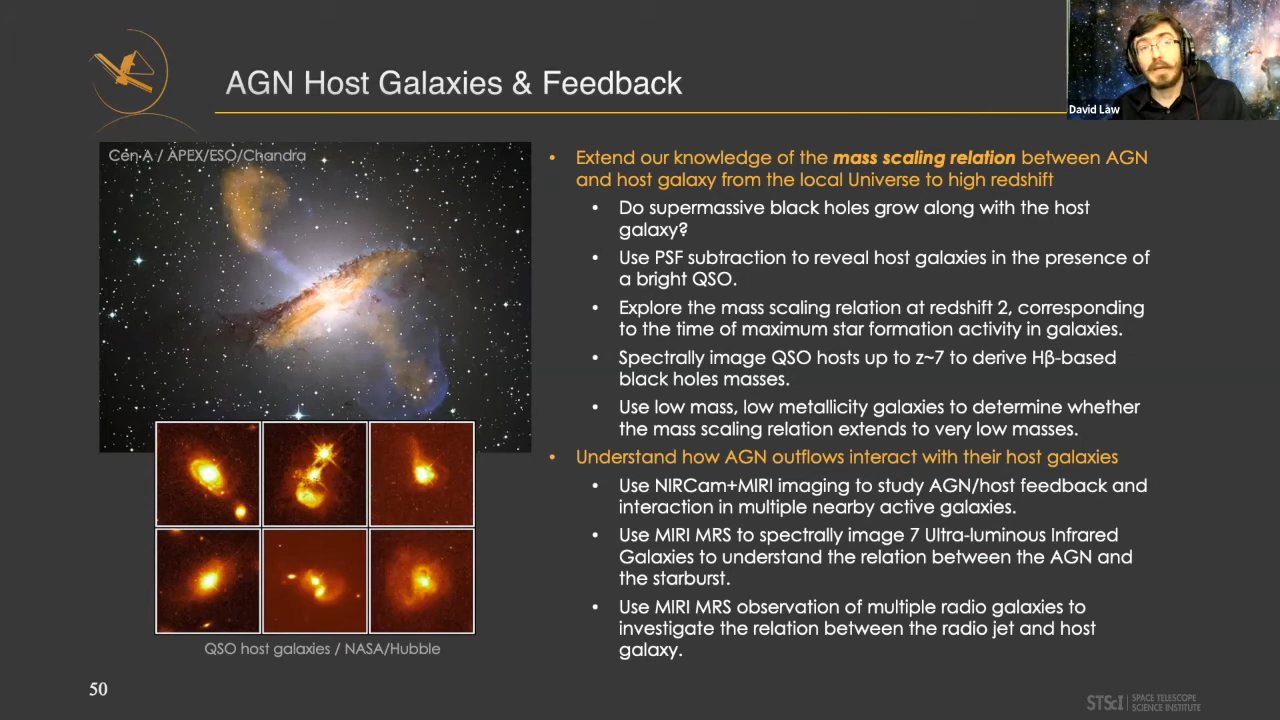 AGN Host Galaxies & Feedback
David Law
Cen A / APEX/ESO/Chandra
• Extend our knowledge of the mass scaling relation between AGN
and host galaxy from the local Universe to high redshift
• Do supermassive black holes grow along with the host
galaxy?
• Use PSF subtraction to reveal host galaxies in the presence of
a bright QSO.
• Explore the mass scaling relation at redshift 2, corresponding
to the time of maximum star formation activity in galaxies.
• Spectrally image QSO hosts up to z~7 to derive Hβ-based
black holes masses.
• Use low mass, low metallicity galaxies to determine whether
the mass scaling relation extends to very low masses.
• Understand how AGN outflows interact with their host galaxies
• Use NIRCam+MIRI imaging to study AGN/host feedback and
interaction in multiple nearby active galaxies.
• Use MIRI MRS to spectrally image 7 Ultra-luminous Infrared
Galaxies to understand the relation between the AGN and
the starburst.
• Use MIRI MRS observation of multiple radio galaxies to
investigate the relation between the radio jet and host
galaxy.
QSO host galaxies / NASA/Hubble
50
STScI | SPACE TELESCOPE
SCIENCE INSTITUTE